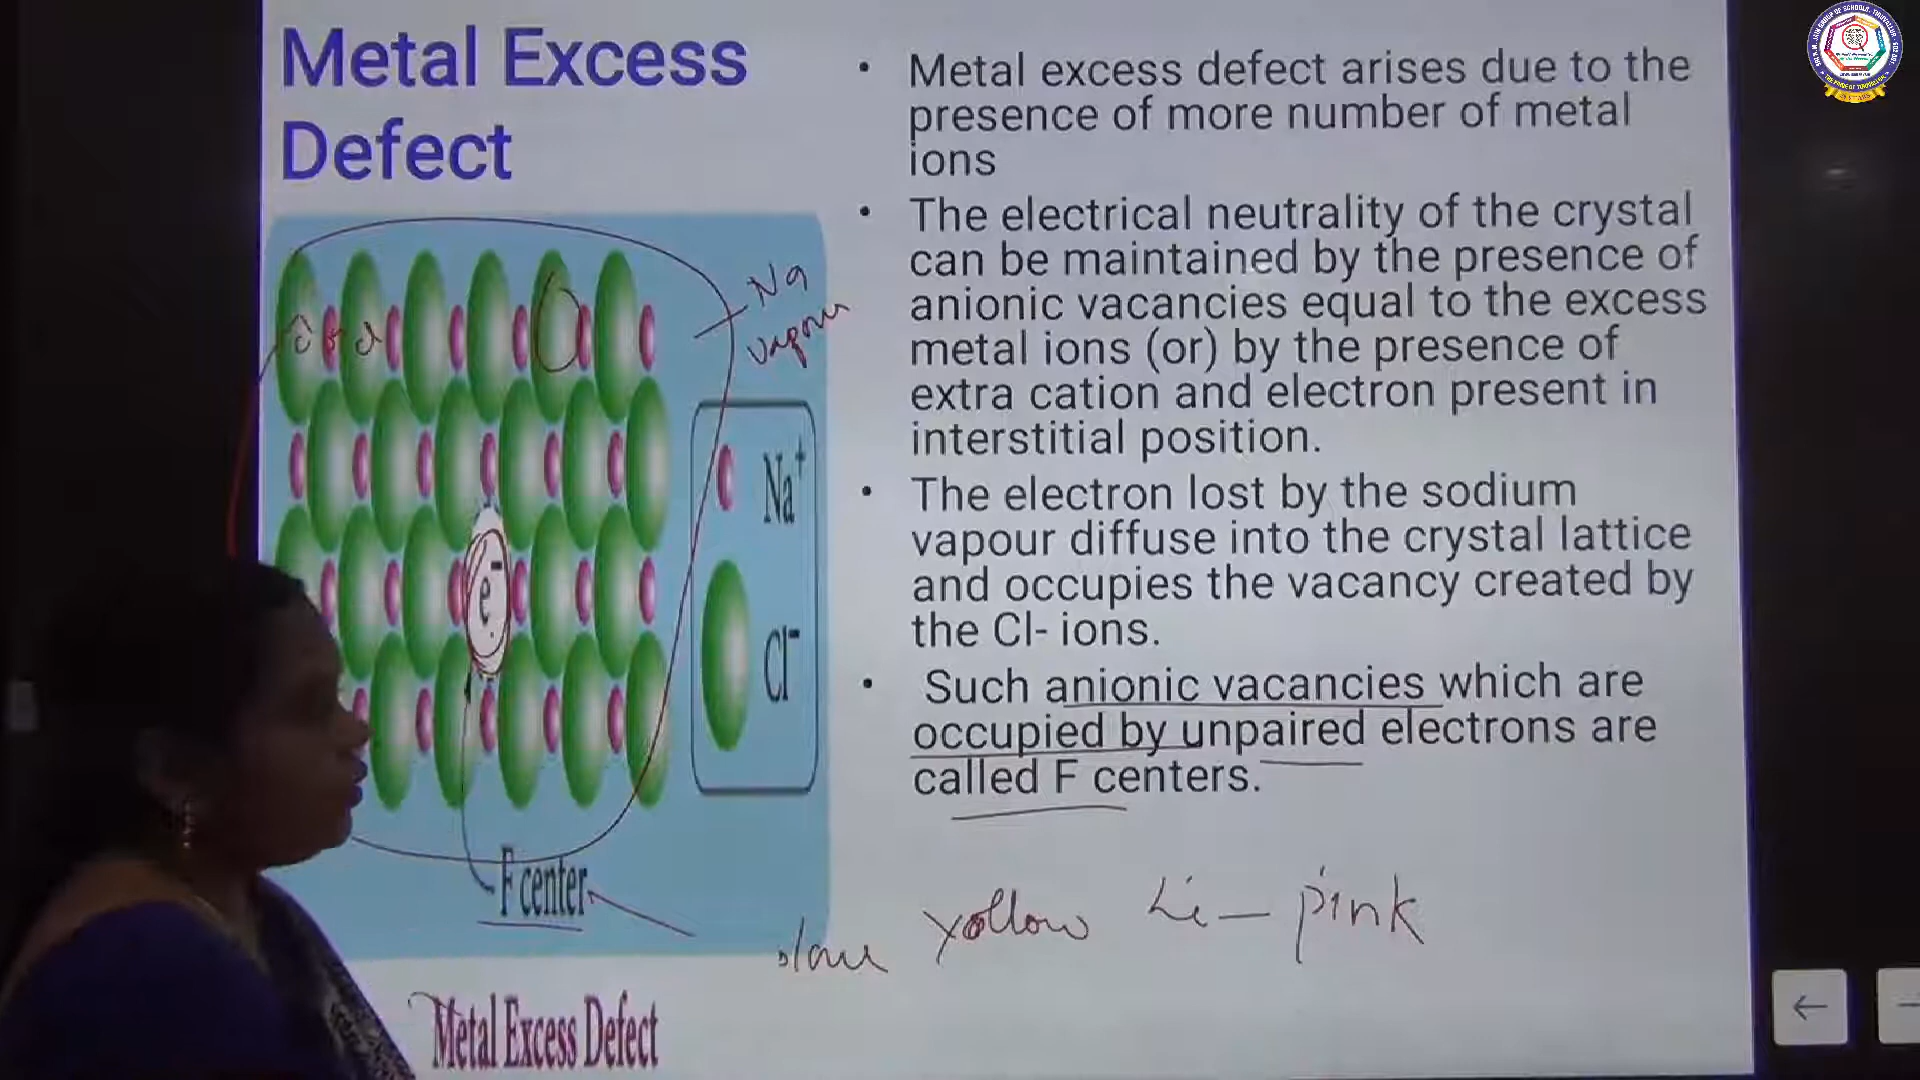 Metal Excess
Defect
• Metal excess defect arises due to the
presence of more number of metal
ions
• The electrical neutrality of the crystal
can be maintained by the presence of
anionic vacancies equal to the excess
metal ions (or) by the presence of
extra cation and electron present in
interstitial position.
• The electron lost by the sodium
vapour diffuse into the crystal lattice
and occupies the vacancy created by
the Cl- ions.
• Such anionic vacancies which are
occupied by unpaired electrons are
called F centers.
Na
vapour
Na⁺
e⁻
Cl⁻
F center
yollow Li — pink
Metal Excess Defect